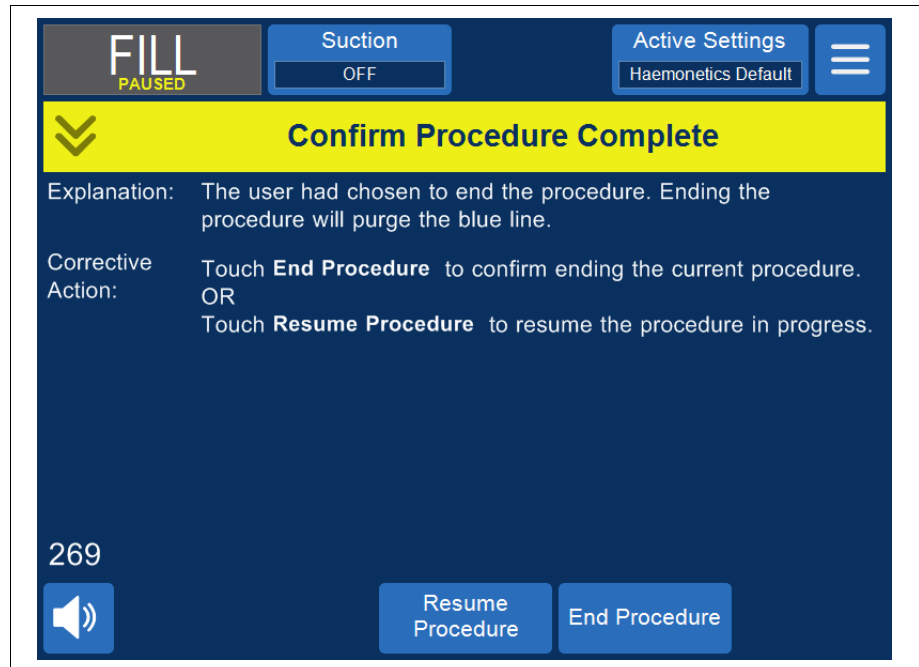 FILL
PAUSED
Suction
OFF
Active Settings
Haemonetics Default
Confirm Procedure Complete
Explanation:
The user had chosen to end the procedure. Ending the
procedure will purge the blue line.
Corrective
Action:
Touch End Procedure to confirm ending the current procedure.
OR
Touch Resume Procedure to resume the procedure in progress.
269
Resume
Procedure
End Procedure